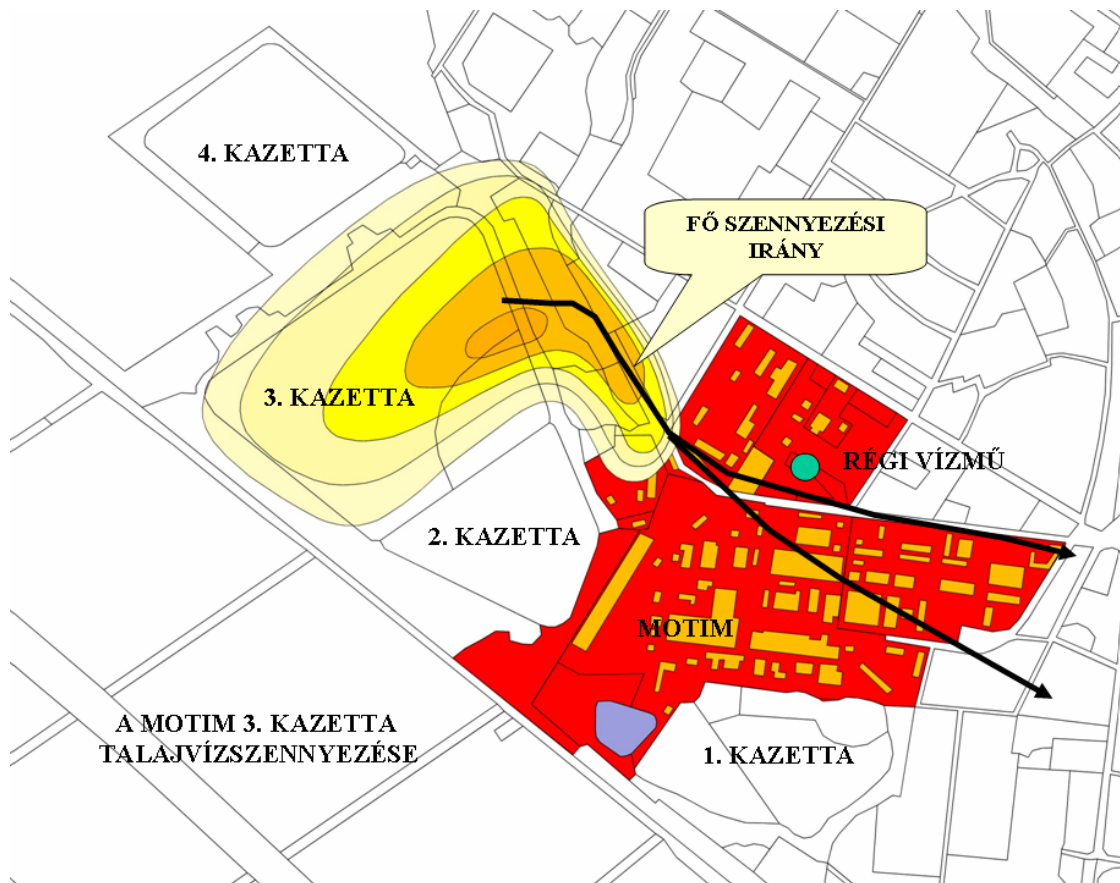 4. KAZETTA
FŐ SZENNYEZÉSI
IRÁNY
3. KAZETTA
RÉGI VÍZMŰ
2. KAZETTA
MOTIM
A MOTIM 3. KAZETTA
TALAJVÍZSZENNYEZÉSE
1. KAZETTA